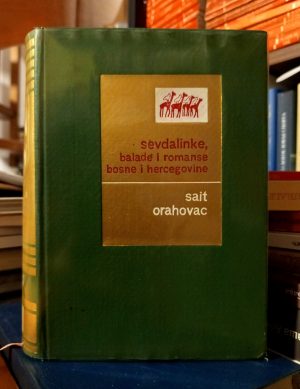 sevdalinke,
balade i romanse
bosne i hercegovine
sait
orahovac